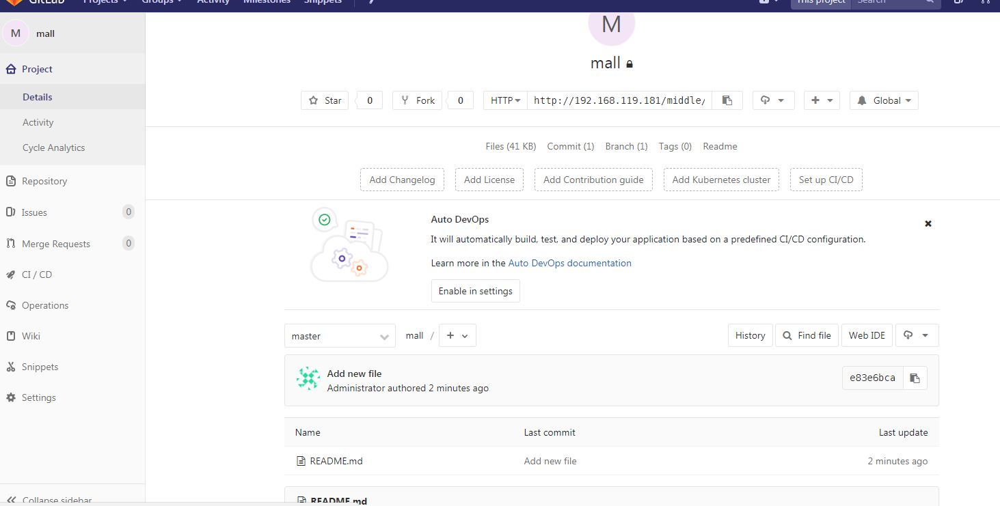 GitLab Projects Groups Activity Milestones Snippets This project Search
M mall
Project
Details
Activity
Cycle Analytics
Repository
Issues 0
Merge Requests 0
CI / CD
Operations
Wiki
Snippets
Settings
Collapse sidebar
M
mall
Star 0 Fork 0 HTTP http://192.168.119.181/middle/ Global
Files (41 KB) Commit (1) Branch (1) Tags (0) Readme
Add Changelog Add License Add Contribution guide Add Kubernetes cluster Set up CI/CD
Auto DevOps
It will automatically build, test, and deploy your application based on a predefined CI/CD configuration.
Learn more in the Auto DevOps documentation
Enable in settings
master mall / + History Find file Web IDE
Add new file
Administrator authored 2 minutes ago
e83e6bca
Name Last commit Last update
README.md Add new file 2 minutes ago
README.md